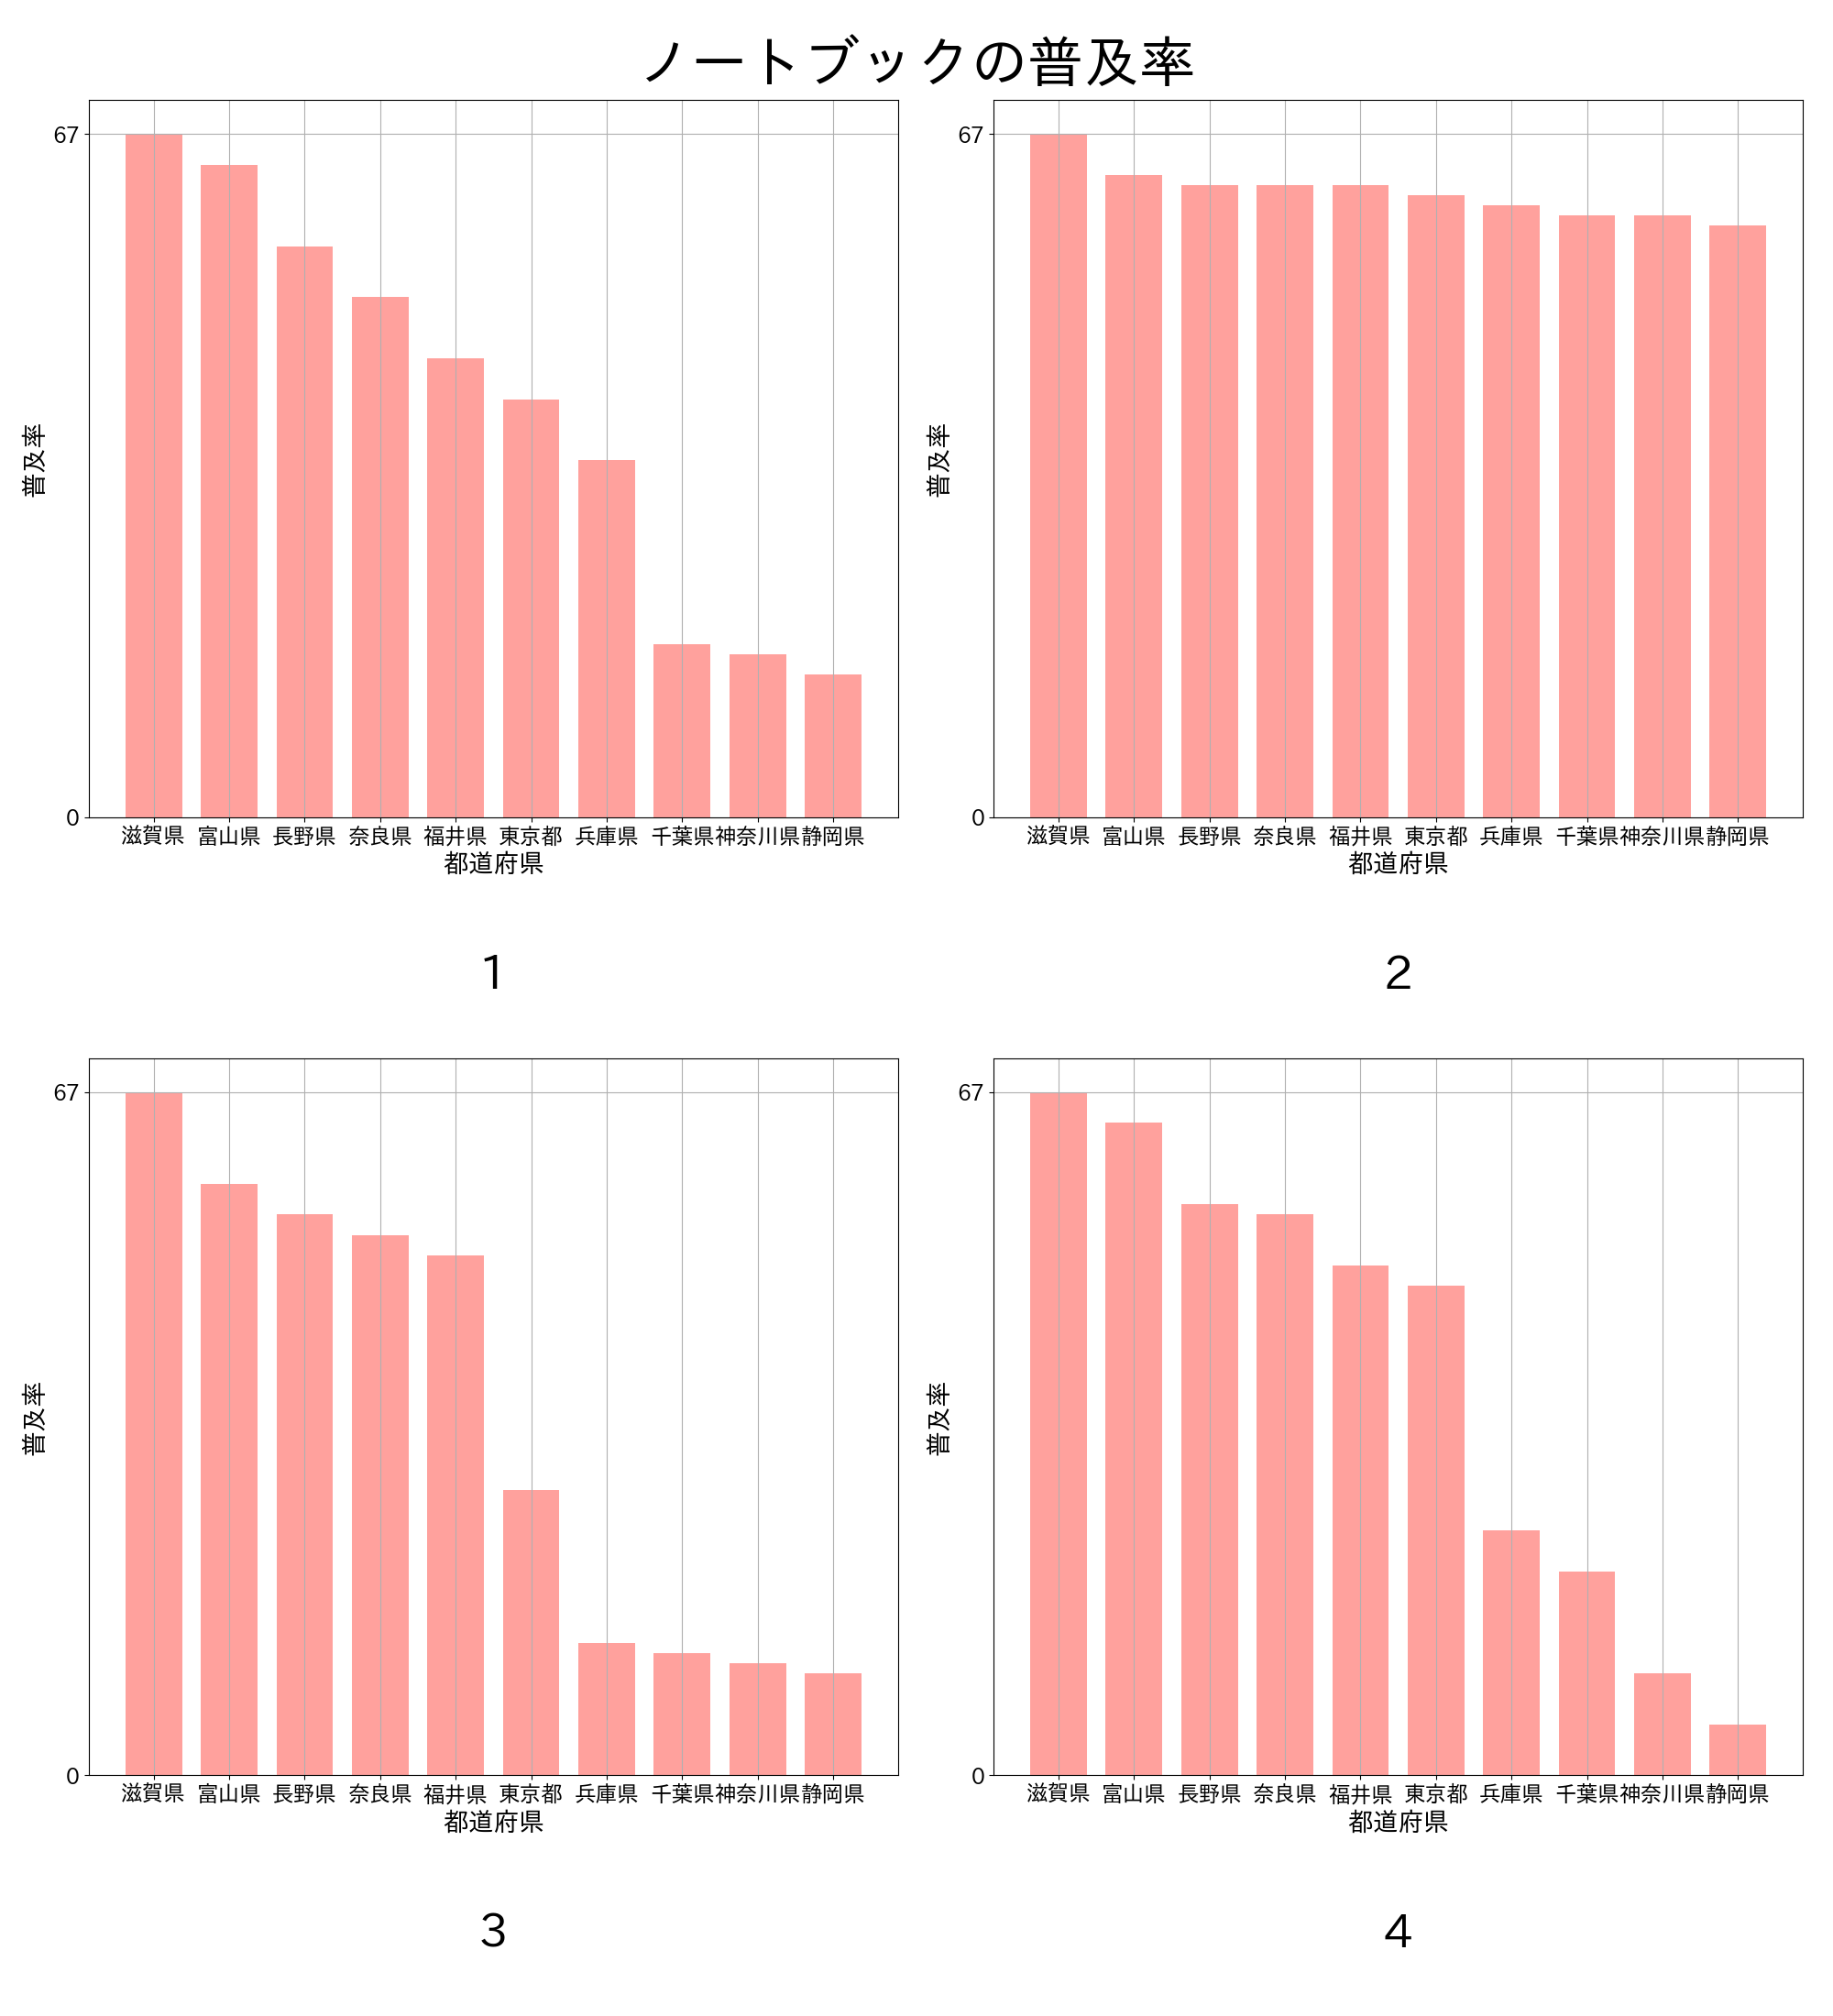 ノートブックの普及率
67
0
普及率
滋賀県 富山県 長野県 奈良県 福井県 東京都 兵庫県 千葉県 神奈川県 静岡県
都道府県
1
67
0
普及率
滋賀県 富山県 長野県 奈良県 福井県 東京都 兵庫県 千葉県 神奈川県 静岡県
都道府県
2
67
0
普及率
滋賀県 富山県 長野県 奈良県 福井県 東京都 兵庫県 千葉県 神奈川県 静岡県
都道府県
3
67
0
普及率
滋賀県 富山県 長野県 奈良県 福井県 東京都 兵庫県 千葉県 神奈川県 静岡県
都道府県
4